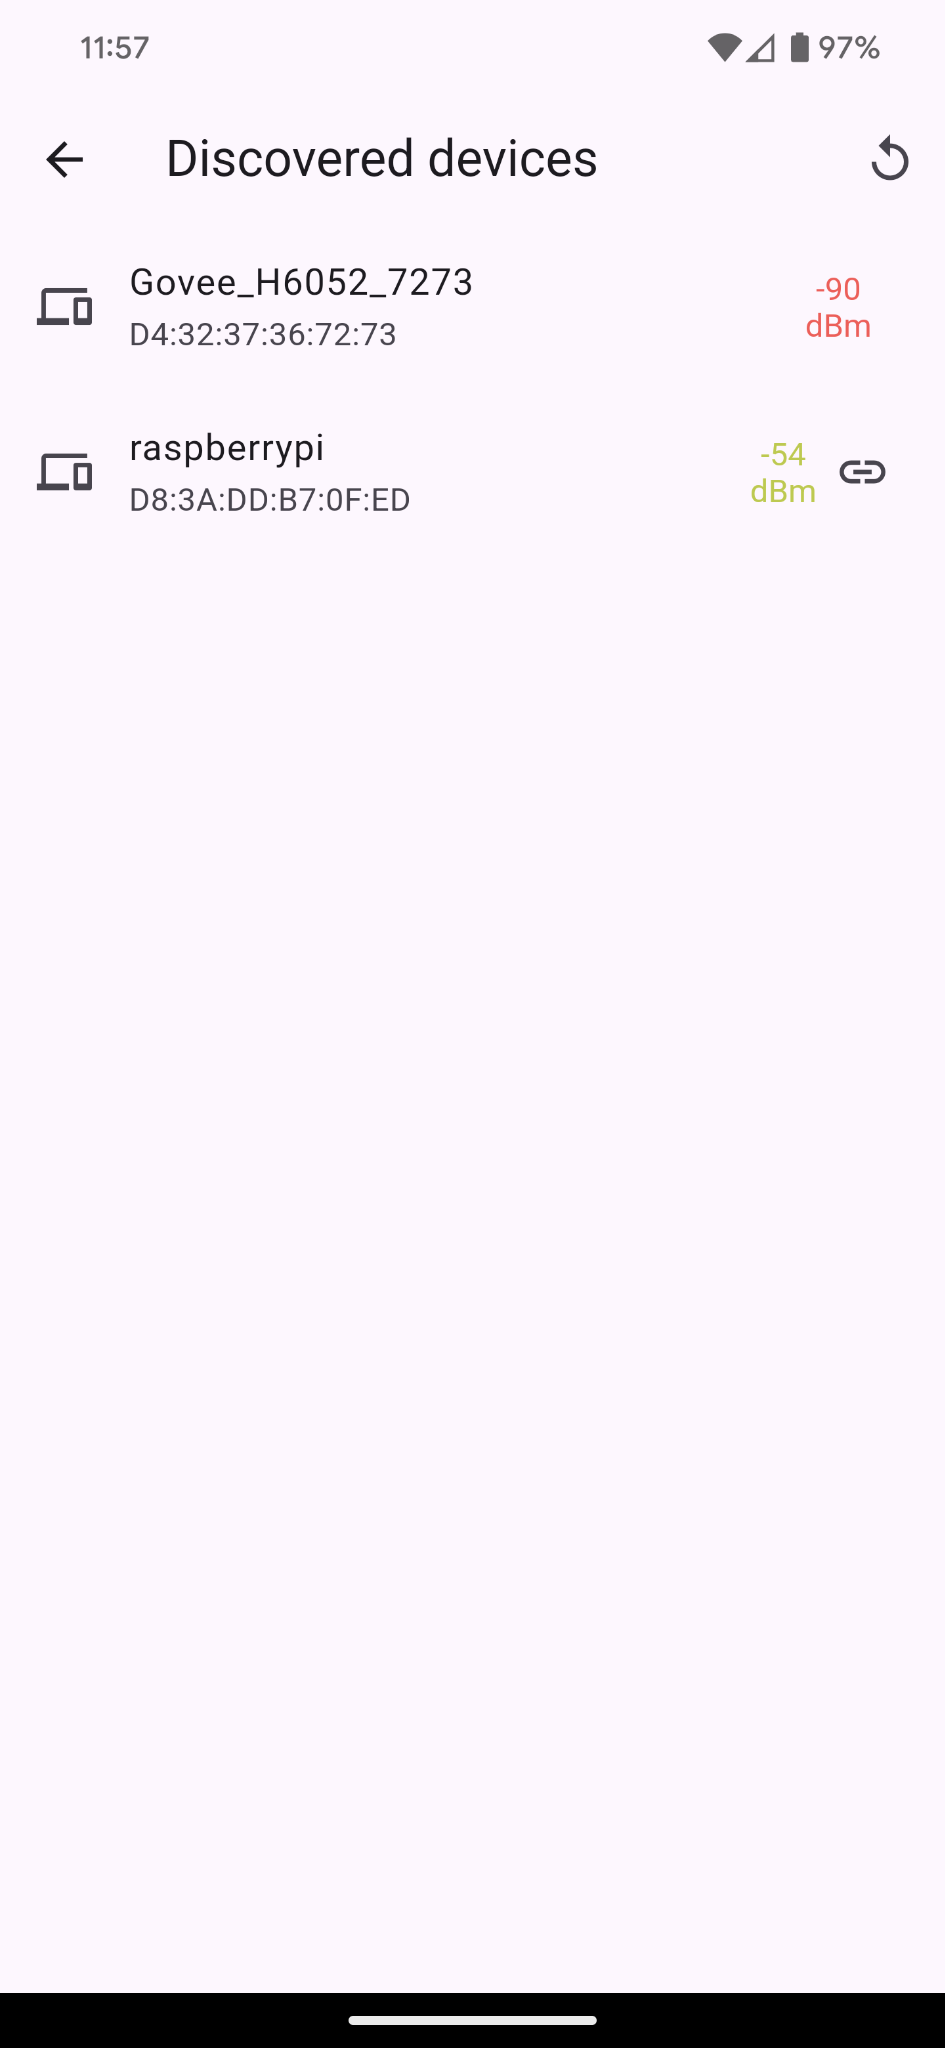 11:57
97%
Discovered devices
Govee_H6052_7273
D4:32:37:36:72:73
-90
dBm
raspberrypi
D8:3A:DD:B7:0F:ED
-54
dBm